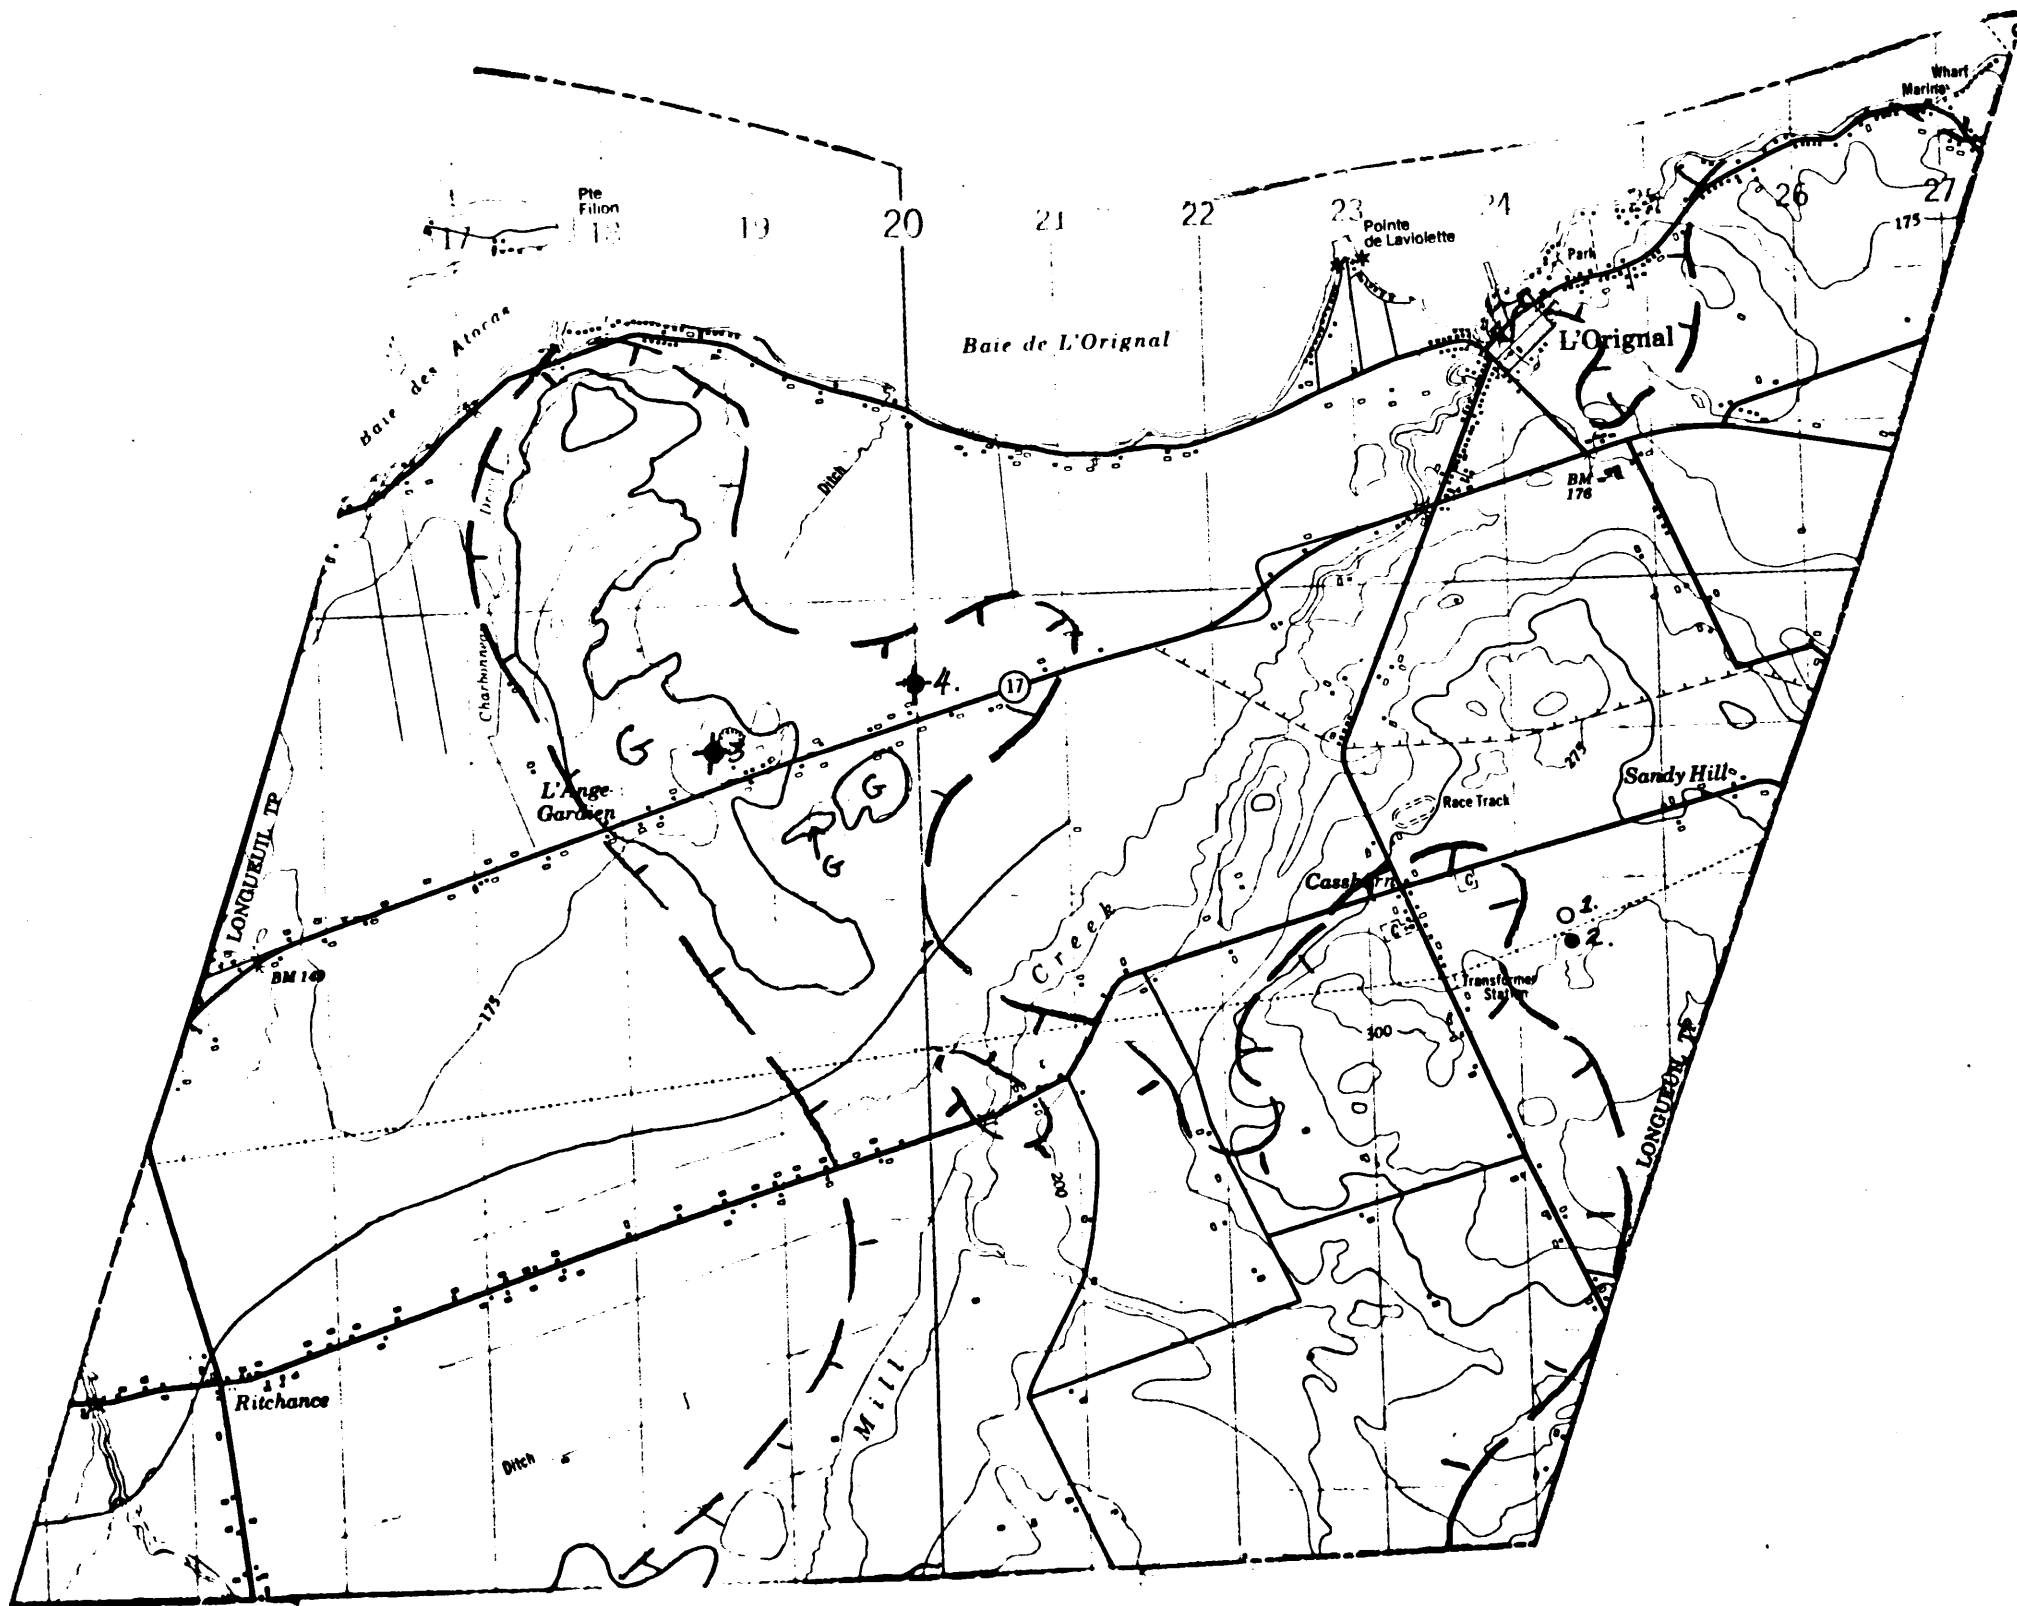 Wharf
Marina
Pte
Filion
17
18
19
20
21
22
23
24
26
27
175
Pointe
de Laviolette
Park
Baie des Atocas
Baie de L'Orignal
L'Orignal
Ditch
BM
176
Charbonneau
4.
17
G
3
L'Ange-
Gardien
G
G
275
Sandy Hill
Race Track
LONGUEUIL TP
BM 149
Cassburn
C
C
1.
2.
Creek
175
Transformer
Station
300
LONGUEUIL TP
200
Mill
Ritchance
Ditch